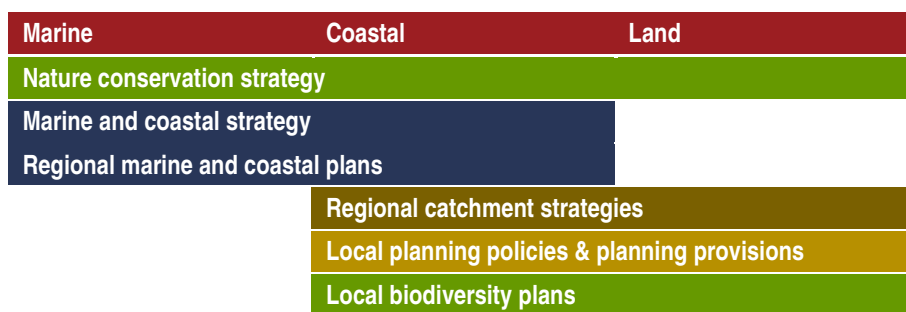 Marine Coastal Land
Nature conservation strategy
Marine and coastal strategy
Regional marine and coastal plans
Regional catchment strategies
Local planning policies & planning provisions
Local biodiversity plans